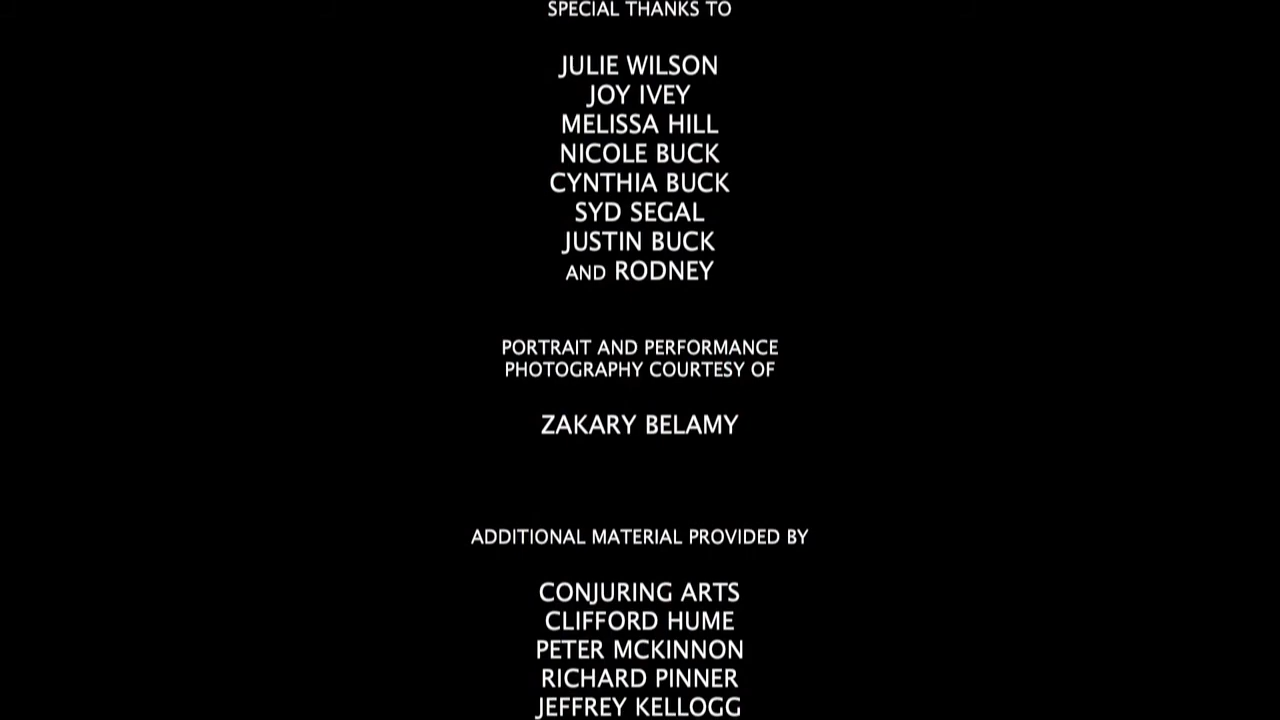 SPECIAL THANKS TO
JULIE WILSON
JOY IVEY
MELISSA HILL
NICOLE BUCK
CYNTHIA BUCK
SYD SEGAL
JUSTIN BUCK
AND RODNEY
PORTRAIT AND PERFORMANCE
PHOTOGRAPHY COURTESY OF
ZAKARY BELAMY
ADDITIONAL MATERIAL PROVIDED BY
CONJURING ARTS
CLIFFORD HUME
PETER MCKINNON
RICHARD PINNER
JEFFREY KELLOGG